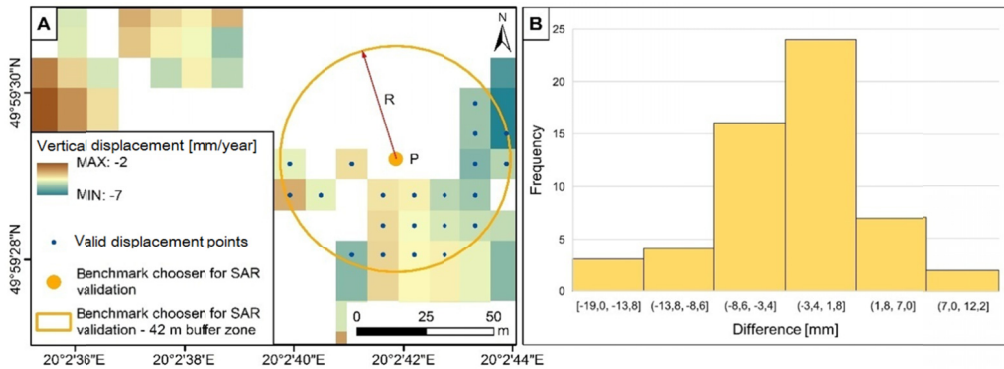 A
N
49°59'30"N
49°59'28"N
R
P
Vertical displacement [mm/year]
MAX: -2
MIN: -7
Valid displacement points
Benchmark chooser for SAR
validation
Benchmark chooser for SAR
validation - 42 m buffer zone
0 25 50
m
20°2'36"E 20°2'38"E 20°2'40"E 20°2'42"E 20°2'44"E
B
25
20
15
10
5
0
Frequency
[-19,0, -13,8] (-13,8, -8,6] (-8,6, -3,4] (-3,4, 1,8] (1,8, 7,0] (7,0, 12,2]
Difference [mm]